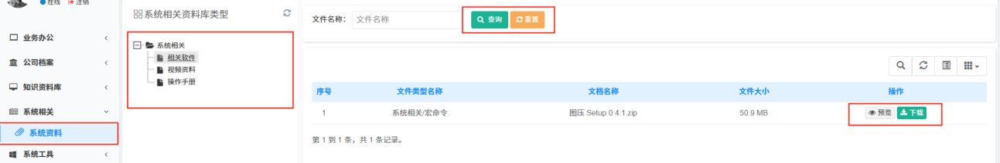 在线 注销
业务办公
公司档案
知识资料库
系统相关
系统资料
系统工具
系统相关资料库类型
系统相关
相关软件
视频资料
操作手册
文件名称: 文件名称 查询 重置
序号 文件类型名称 文档名称 文件大小 操作
1 系统相关/宏命令 图压 Setup 0.4.1.zip 50.9 MB 预览 下载
第 1 到 1 条，共 1 条记录。